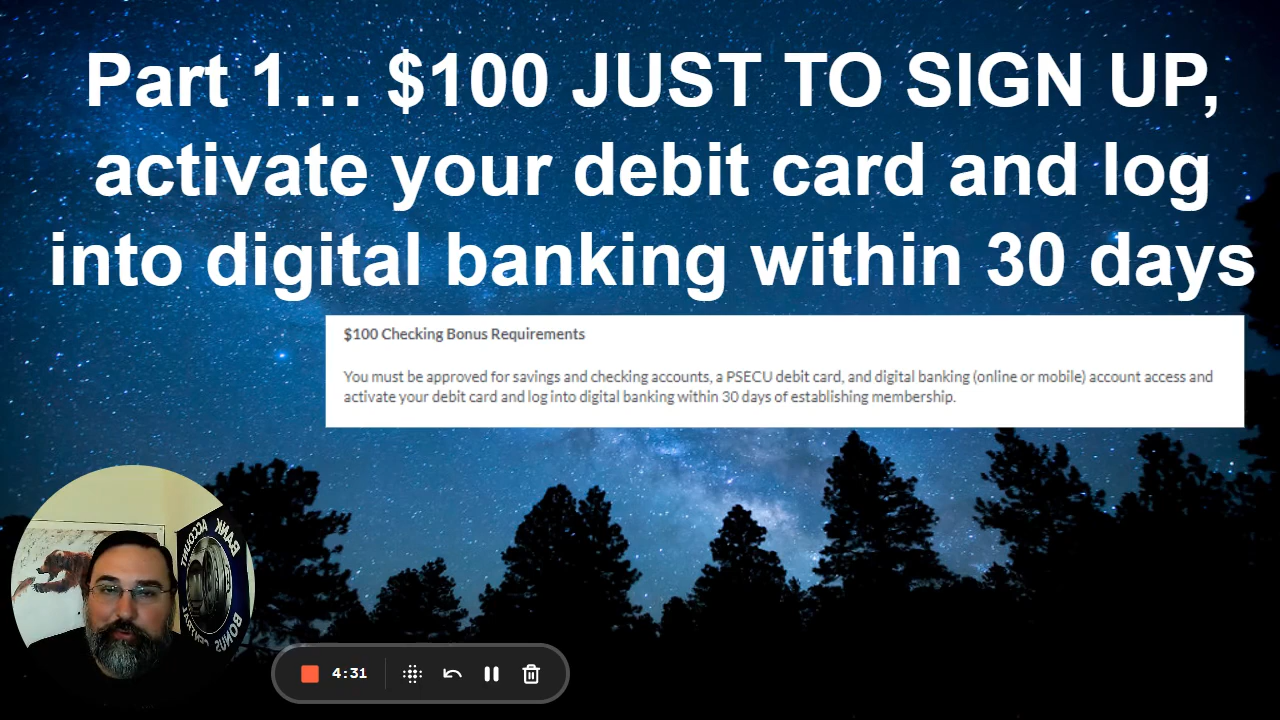 Part 1… $100 JUST TO SIGN UP,
activate your debit card and log
into digital banking within 30 days
$100 Checking Bonus Requirements
You must be approved for savings and checking accounts, a PSECU debit card, and digital banking (online or mobile) account access and
activate your debit card and log into digital banking within 30 days of establishing membership.
BANK ACCOUNT
BONUS
4:31